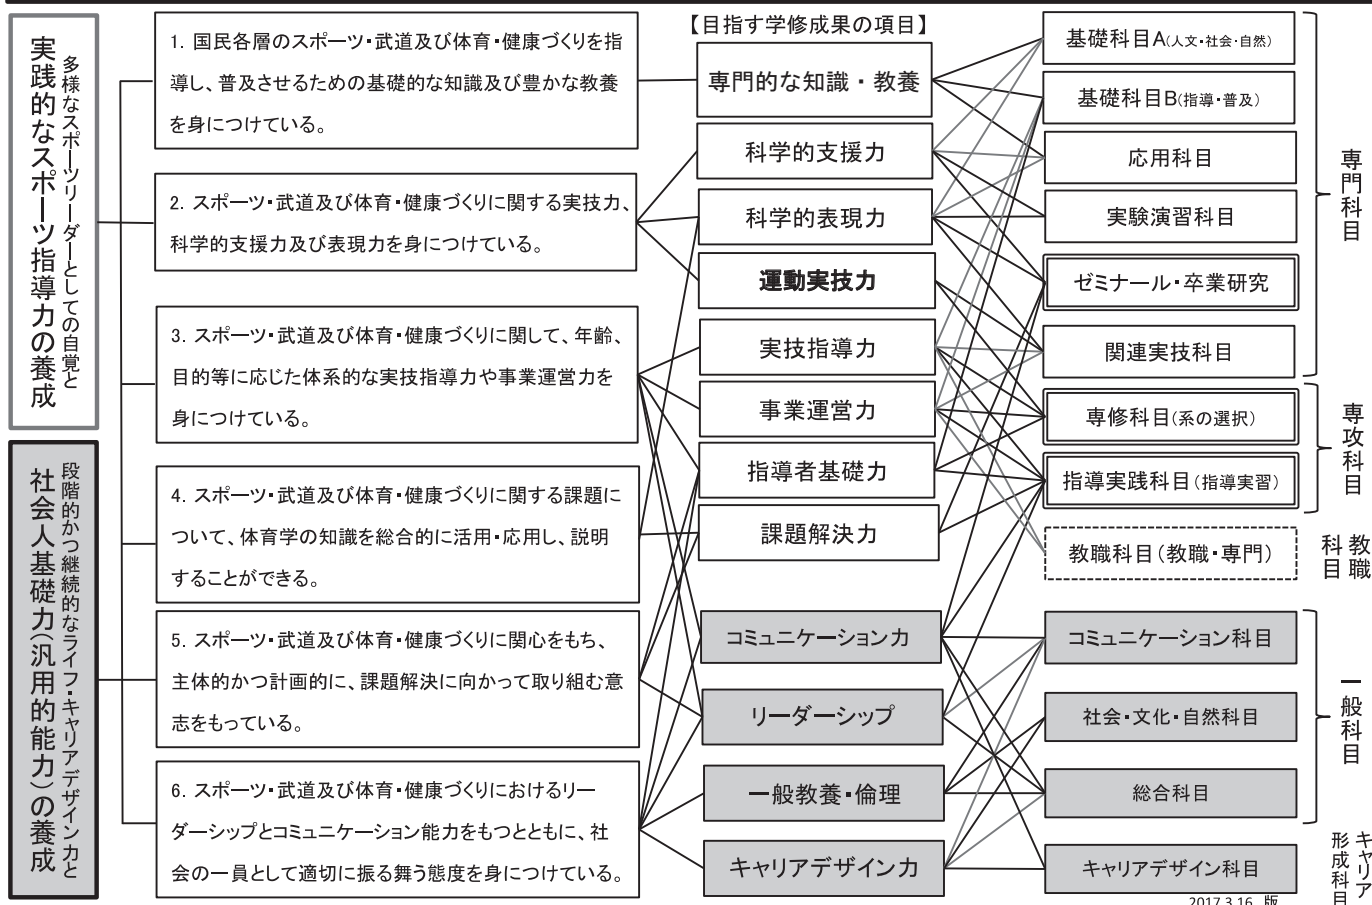 多様なスポーツリーダーとしての自覚と
実践的なスポーツ指導力の養成
段階的かつ継続的なライフ・キャリアデザイン力と
社会人基礎力(汎用的能力)の養成
1. 国民各層のスポーツ・武道及び体育・健康づくりを指
導し、普及させるための基礎的な知識及び豊かな教養
を身につけている。
2. スポーツ・武道及び体育・健康づくりに関する実技力、
科学的支援力及び表現力を身につけている。
3. スポーツ・武道及び体育・健康づくりに関して、年齢、
目的等に応じた体系的な実技指導力や事業運営力を
身につけている。
4. スポーツ・武道及び体育・健康づくりに関する課題に
ついて、体育学の知識を総合的に活用・応用し、説明
することができる。
5. スポーツ・武道及び体育・健康づくりに関心をもち、
主体的かつ計画的に、課題解決に向かって取り組む意
志をもっている。
6. スポーツ・武道及び体育・健康づくりにおけるリー
ダーシップとコミュニケーション能力をもつとともに、社
会の一員として適切に振る舞う態度を身につけている。
【目指す学修成果の項目】
専門的な知識・教養
科学的支援力
科学的表現力
運動実技力
実技指導力
事業運営力
指導者基礎力
課題解決力
コミュニケーション力
リーダーシップ
一般教養・倫理
キャリアデザイン力
基礎科目A(人文・社会・自然)
基礎科目B(指導・普及)
応用科目
実験演習科目
ゼミナール・卒業研究
関連実技科目
専修科目(系の選択)
指導実践科目(指導実習)
教職科目(教職・専門)
コミュニケーション科目
社会・文化・自然科目
総合科目
キャリアデザイン科目
専門科目
専攻科目
教職
科目
一般科目
キャリア
形成科目
2017.3.16 版